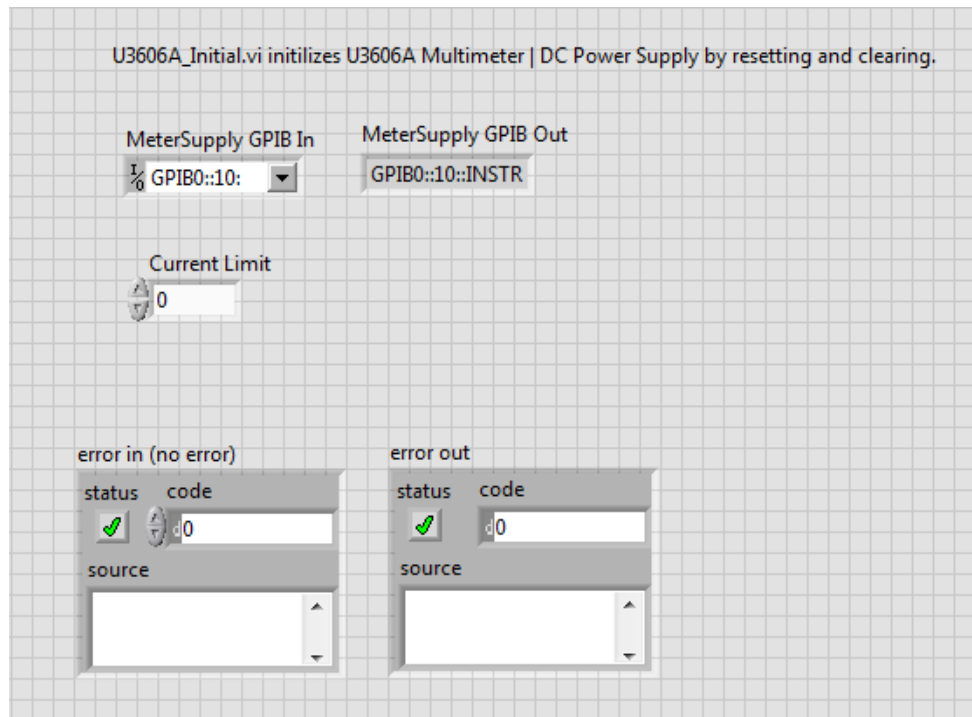 U3606A_Initial.vi initilizes U3606A Multimeter | DC Power Supply by resetting and clearing.
MeterSupply GPIB In
MeterSupply GPIB Out
I/0 GPIB0::10:
GPIB0::10::INSTR
Current Limit
0
error in (no error)
error out
status code
status code
d0
d0
source
source